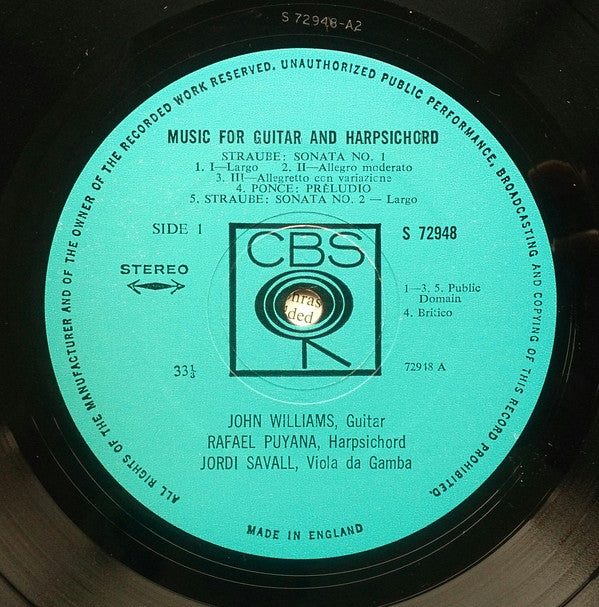 S 72948-A2
ALL RIGHTS OF THE MANUFACTURER AND OF THE OWNER OF THE RECORDED WORK RESERVED. UNAUTHORIZED PUBLIC PERFORMANCE, BROADCASTING AND COPYING OF THIS RECORD PROHIBITED.
MUSIC FOR GUITAR AND HARPSICHORD
STRAUBE: SONATA NO. 1
1. I—Largo 2. II—Allegro moderato
3. III—Allegretto con variazione
4. PONCE: PRÉLUDIO
5. STRAUBE: SONATA NO. 2 — Largo
SIDE I
S 72948
CBS
STEREO
1—3, 5. Public
Domain
4. Britico
hras
ded
33⅓
72948 A
JOHN WILLIAMS, Guitar
RAFAEL PUYANA, Harpsichord
JORDI SAVALL, Viola da Gamba
MADE IN ENGLAND